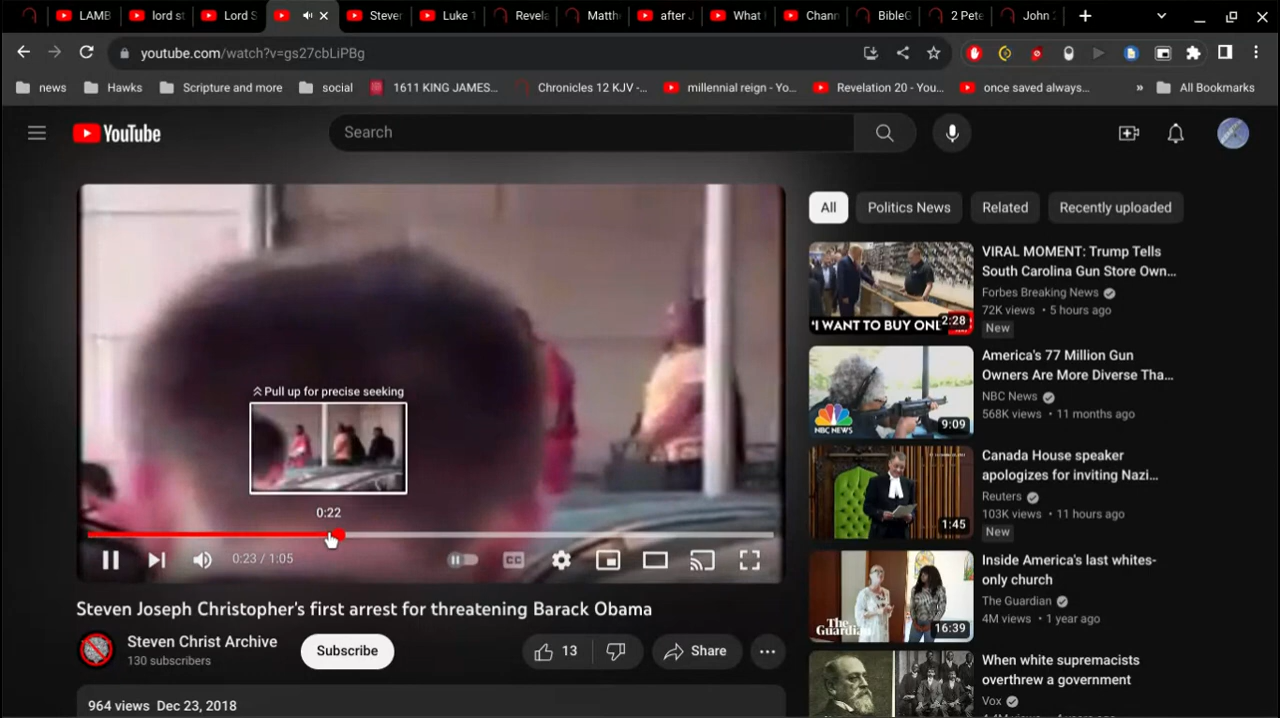 LAMB
lord st
Lord S
Steven
Luke 1
Revela
Matth
after J
What
Chann
BibleG
2 Pete
John
youtube.com/watch?v=gs27cbLiPBg
news
Hawks
Scripture and more
social
1611 KING JAMES...
Chronicles 12 KJV -...
millennial reign - Yo...
Revelation 20 - You...
once saved always...
»
All Bookmarks
YouTube
Search
All
Politics News
Related
Recently uploaded
Pull up for precise seeking
0:22
0:23 / 1:05
CC
Steven Joseph Christopher's first arrest for threatening Barack Obama
Steven Christ Archive
130 subscribers
Subscribe
13
Share
964 views Dec 23, 2018
'I WANT TO BUY ONE
2:28
VIRAL MOMENT: Trump Tells
South Carolina Gun Store Own...
Forbes Breaking News
72K views • 5 hours ago
New
NBC NEWS
9:09
America's 77 Million Gun
Owners Are More Diverse Tha...
NBC News
568K views • 11 months ago
1:45
Canada House speaker
apologizes for inviting Nazi...
Reuters
103K views • 11 hours ago
New
The
Guardian
16:39
Inside America's last whites-
only church
The Guardian
4M views • 1 year ago
When white supremacists
overthrew a government
Vox